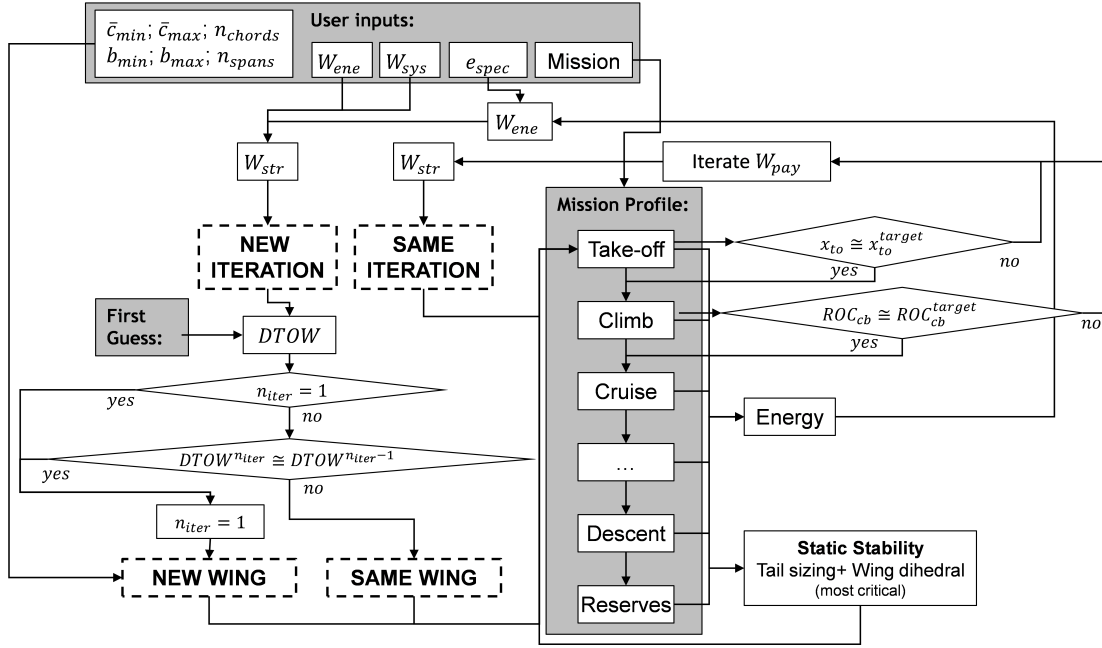 User inputs:
c̄_min; c̄_max; n_chords
b_min; b_max; n_spans
W_ene
W_sys
e_spec
Mission
W_ene
W_str
W_str
Iterate W_pay
Mission Profile:
NEW
ITERATION
SAME
ITERATION
Take-off
x_to ≅ x_to^target
yes
no
First
Guess:
DTOW
Climb
ROC_cb ≅ ROC_cb^target
yes
no
n_iter = 1
yes
no
Cruise
Energy
DTOW^n_iter ≅ DTOW^n_iter−1
yes
no
...
n_iter = 1
Descent
Static Stability
Tail sizing+ Wing dihedral
(most critical)
NEW WING
SAME WING
Reserves